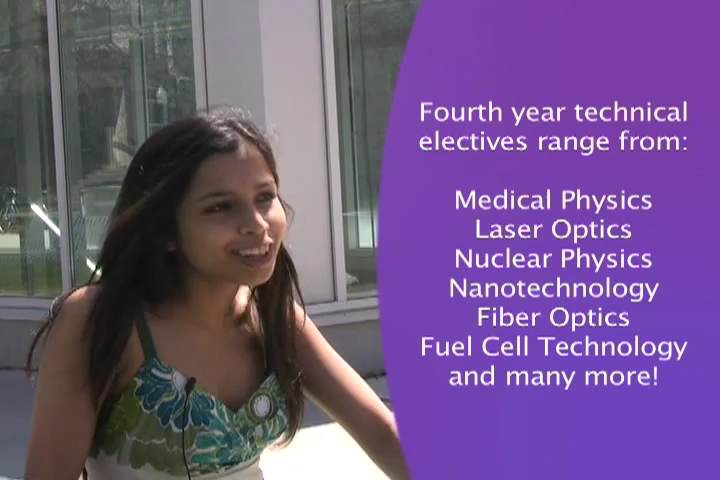 Fourth year technical
electives range from:
Medical Physics
Laser Optics
Nuclear Physics
Nanotechnology
Fiber Optics
Fuel Cell Technology
and many more!